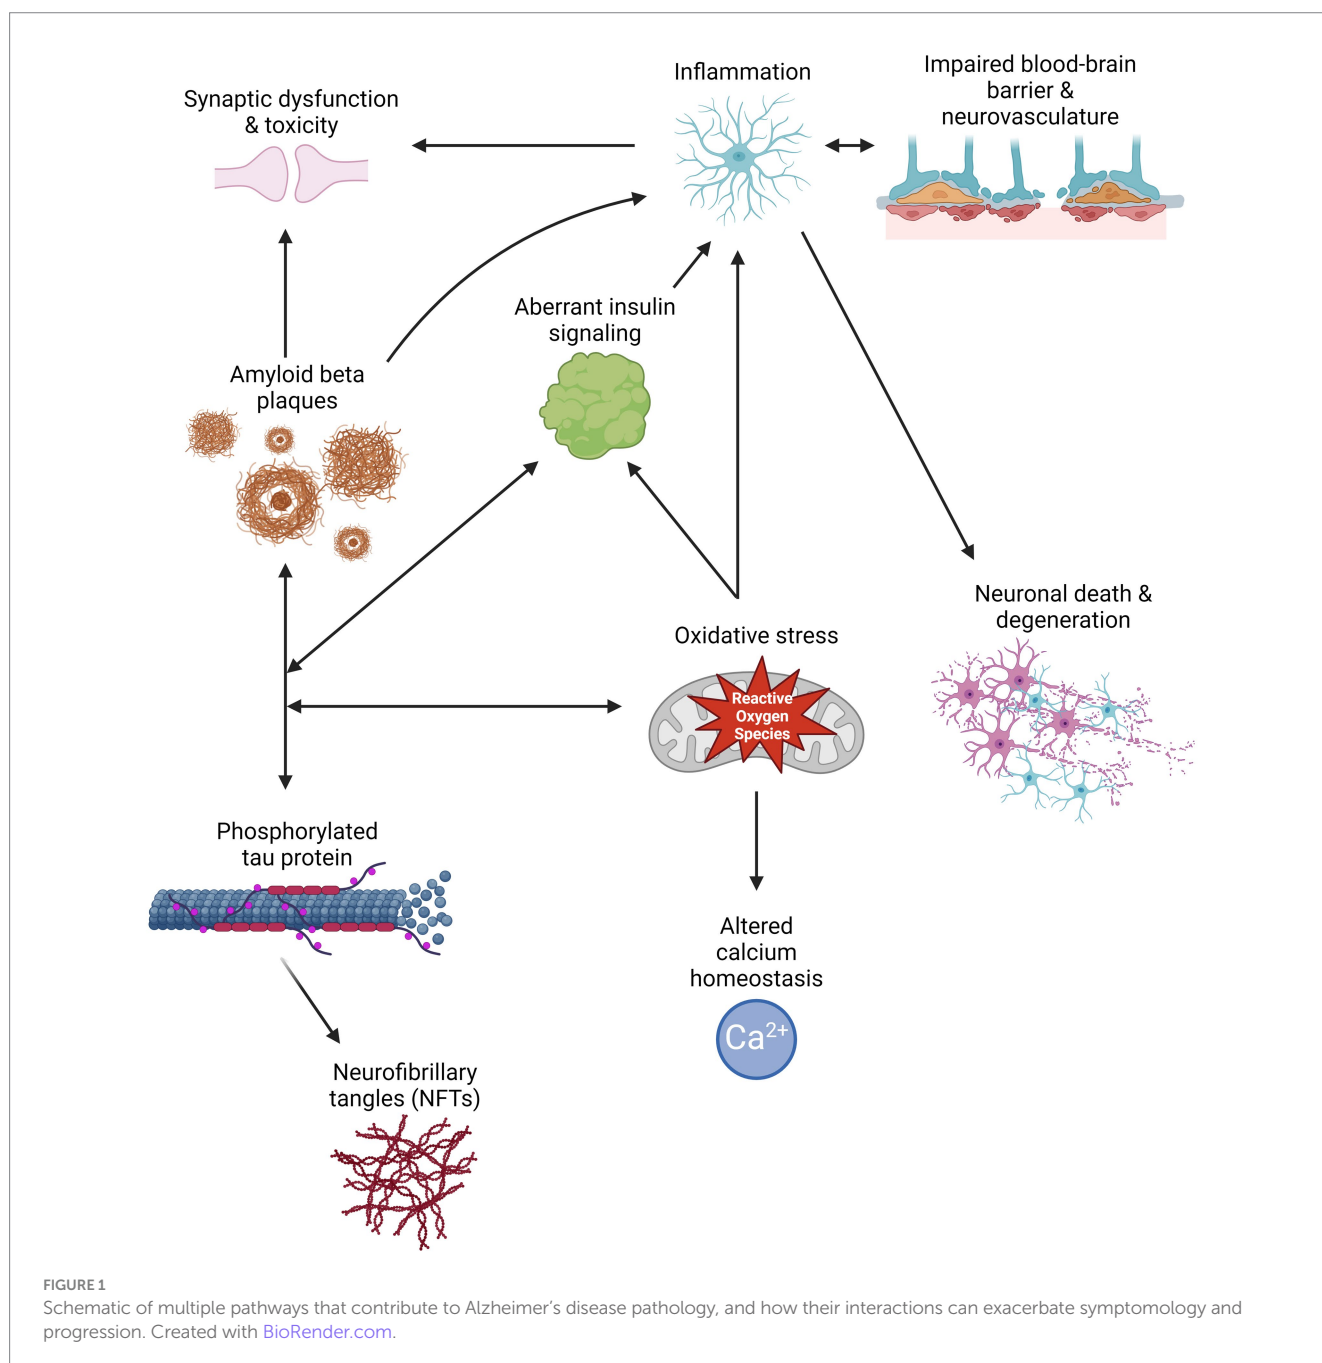 Inflammation
Impaired blood-brain
barrier &
neurovasculature
Synaptic dysfunction
& toxicity
Aberrant insulin
signaling
Amyloid beta
plaques
Neuronal death &
degeneration
Oxidative stress
Reactive
Oxygen
Species
Phosphorylated
tau protein
Altered
calcium
homeostasis
Ca²⁺
Neurofibrillary
tangles (NFTs)
FIGURE 1
Schematic of multiple pathways that contribute to Alzheimer’s disease pathology, and how their interactions can exacerbate symptomology and
progression. Created with BioRender.com.